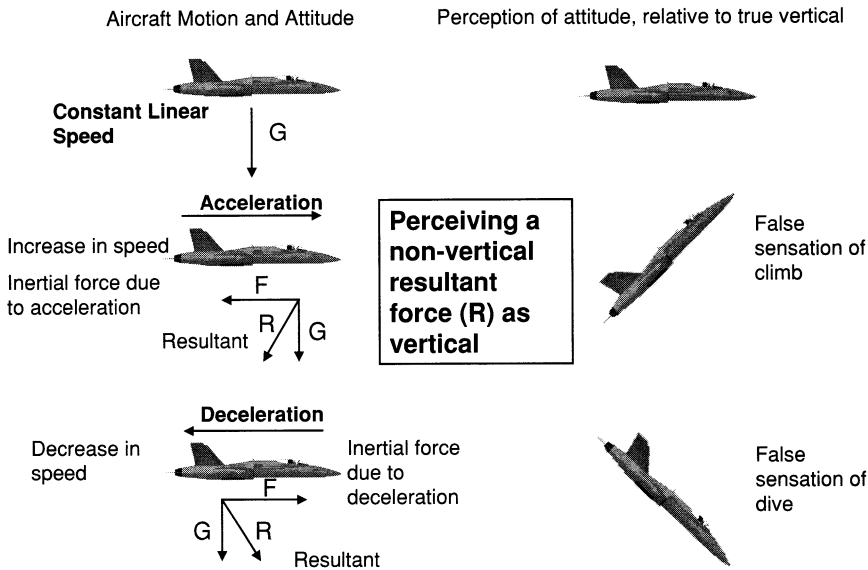 Aircraft Motion and Attitude
Perception of attitude, relative to true vertical
Constant Linear
Speed
G
Acceleration
Increase in speed
Inertial force due
to acceleration
F
R
G
Resultant
Perceiving a
non-vertical
resultant
force (R) as
vertical
False
sensation of
climb
Deceleration
Decrease in
speed
Inertial force
due to
deceleration
F
G
R
Resultant
False
sensation of
dive